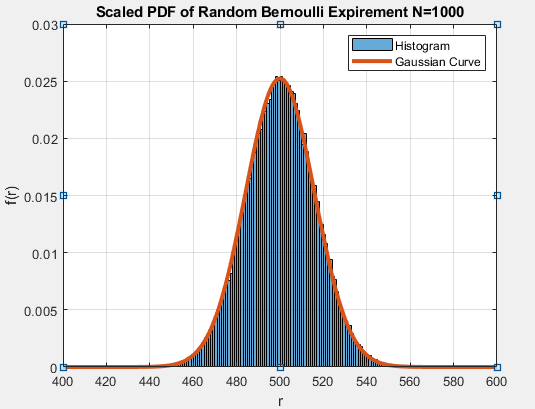 Scaled PDF of Random Bernoulli Expirement N=1000
0.03
0.025
0.02
0.015
0.01
0.005
0
f(r)
Histogram
Gaussian Curve
400 420 440 460 480 500 520 540 560 580 600
r